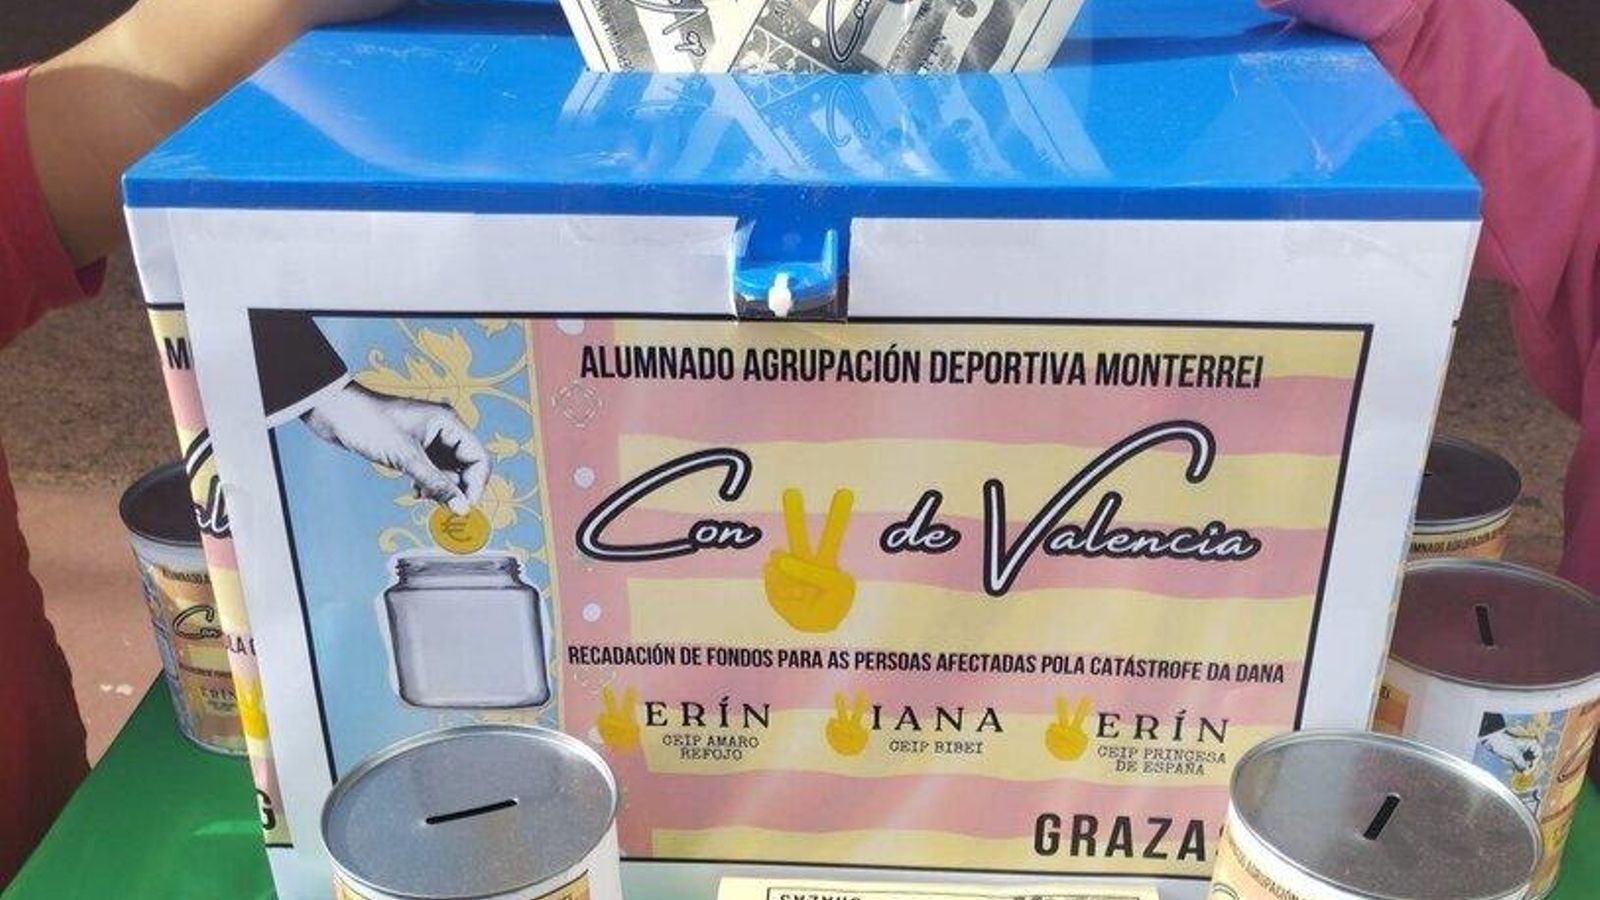 ALUMNADO AGRUPACIÓN DEPORTIVA MONTERREI
Con de Valencia
RECADACIÓN DE FONDOS PARA AS PERSOAS AFECTADAS POLA CATÁSTROFE DA DANA
ERÍN
CEIP AMARO
REFOJO
IANA
CEIP BIBEI
ERÍN
CEIP PRINCESA
DE ESPAÑA
GRAZAS